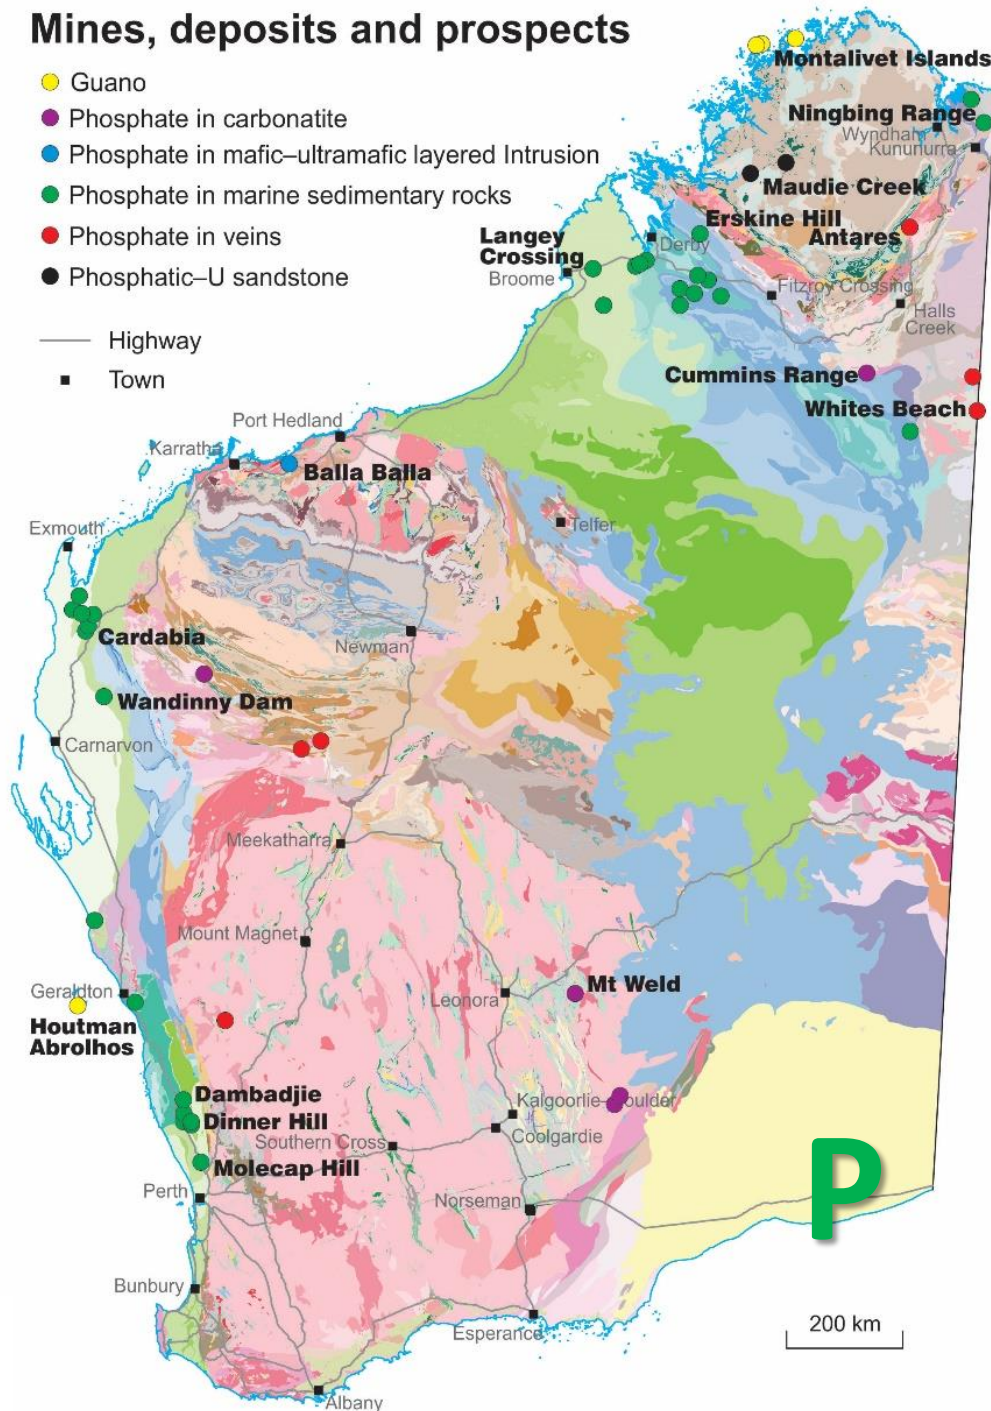 Mines, deposits and prospects
Guano
Phosphate in carbonatite
Phosphate in mafic–ultramafic layered Intrusion
Phosphate in marine sedimentary rocks
Phosphate in veins
Phosphatic–U sandstone
Highway
Town
Montalivet Islands
Ningbing Range
Wyndham
Kununurra
Maudie Creek
Erskine Hill
Antares
Langey
Crossing
Derby
Broome
Fitzroy Crossing
Halls
Creek
Cummins Range
Whites Beach
Port Hedland
Karratha
Balla Balla
Exmouth
Telfer
Cardabia
Newman
Wandinny Dam
Carnarvon
Meekatharra
Mount Magnet
Geraldton
Leonora
Mt Weld
Houtman
Abrolhos
Dambadjie
Kalgoorlie–Boulder
Dinner Hill
Coolgardie
Southern Cross
Molecap Hill
Perth
Norseman
P
Bunbury
Esperance
200 km
Albany